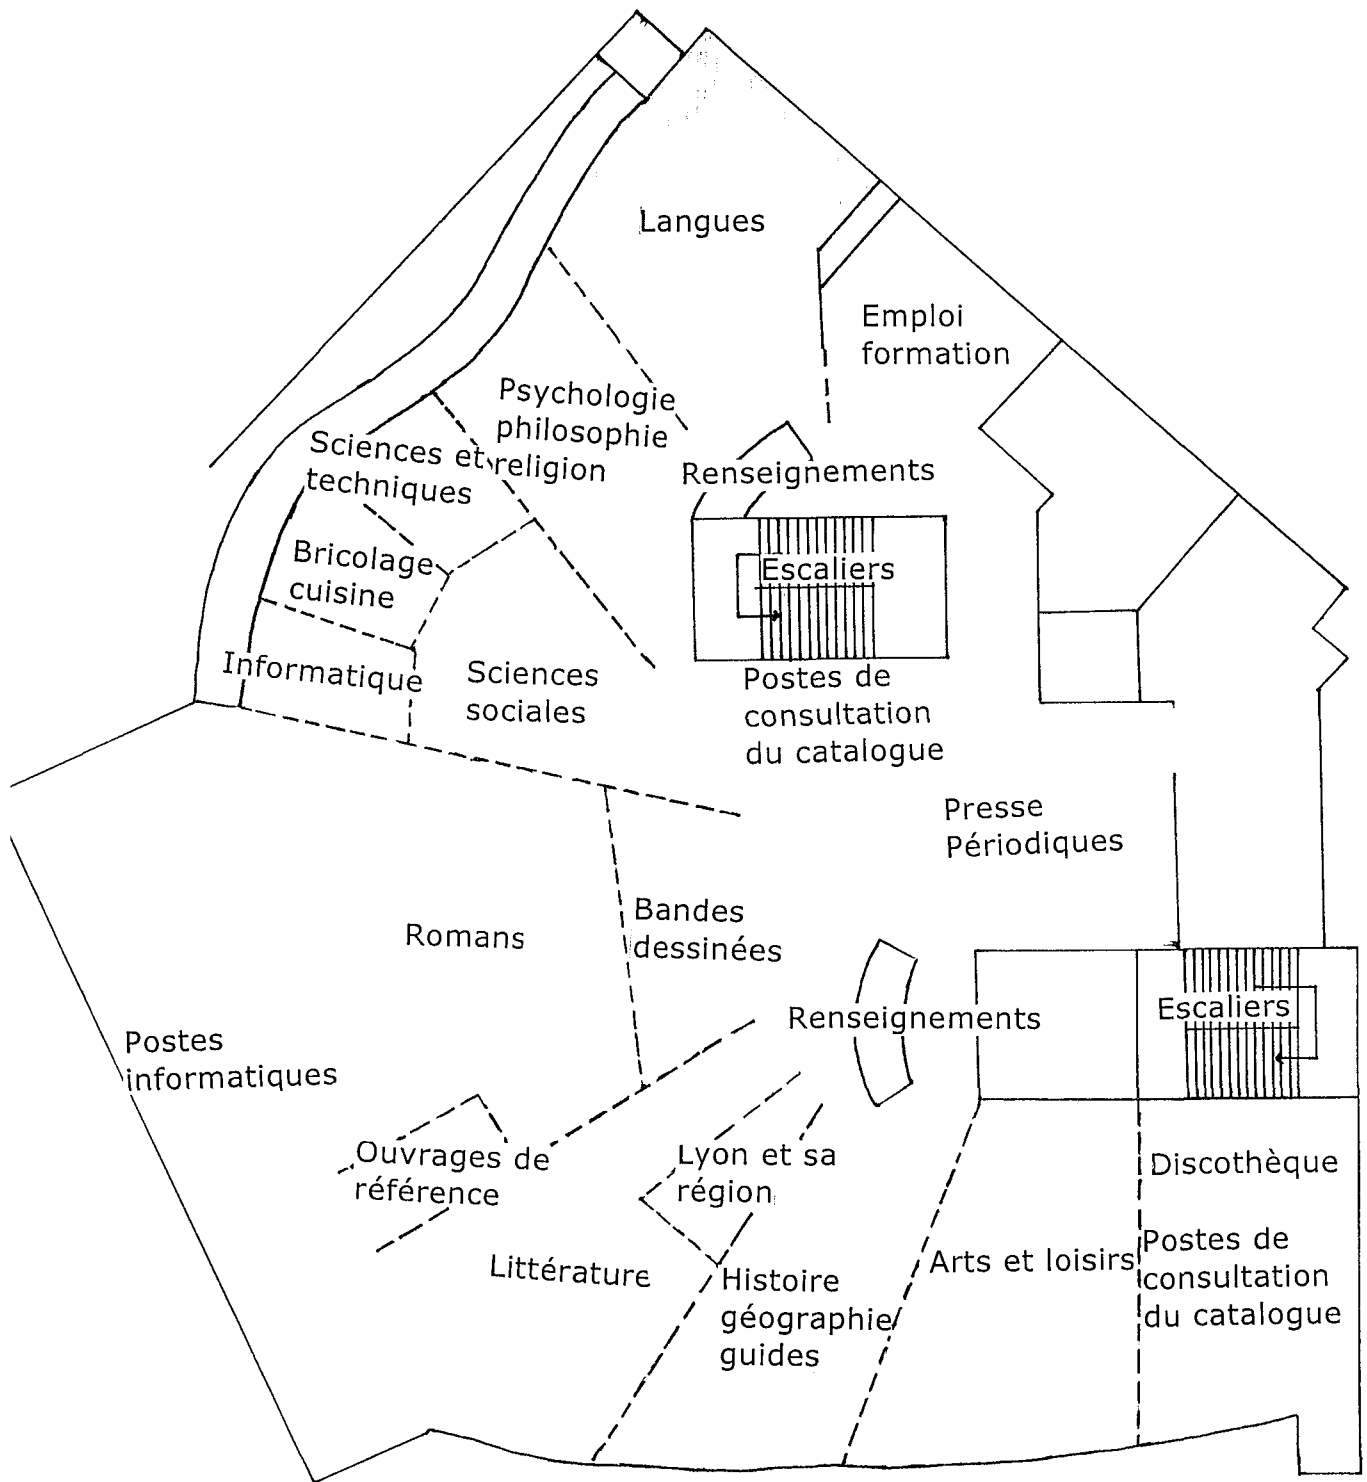 Langues
Emploi
formation
Psychologie
philosophie
religion
Sciences et
techniques
Renseignements
Bricolage
cuisine
Escaliers
Informatique
Sciences
sociales
Postes de
consultation
du catalogue
Presse
Périodiques
Romans
Bandes
dessinées
Renseignements
Escaliers
Postes
informatiques
Ouvrages de
référence
Lyon et sa
région
Discothèque
Littérature
Histoire
géographie
guides
Arts et loisirs
Postes de
consultation
du catalogue